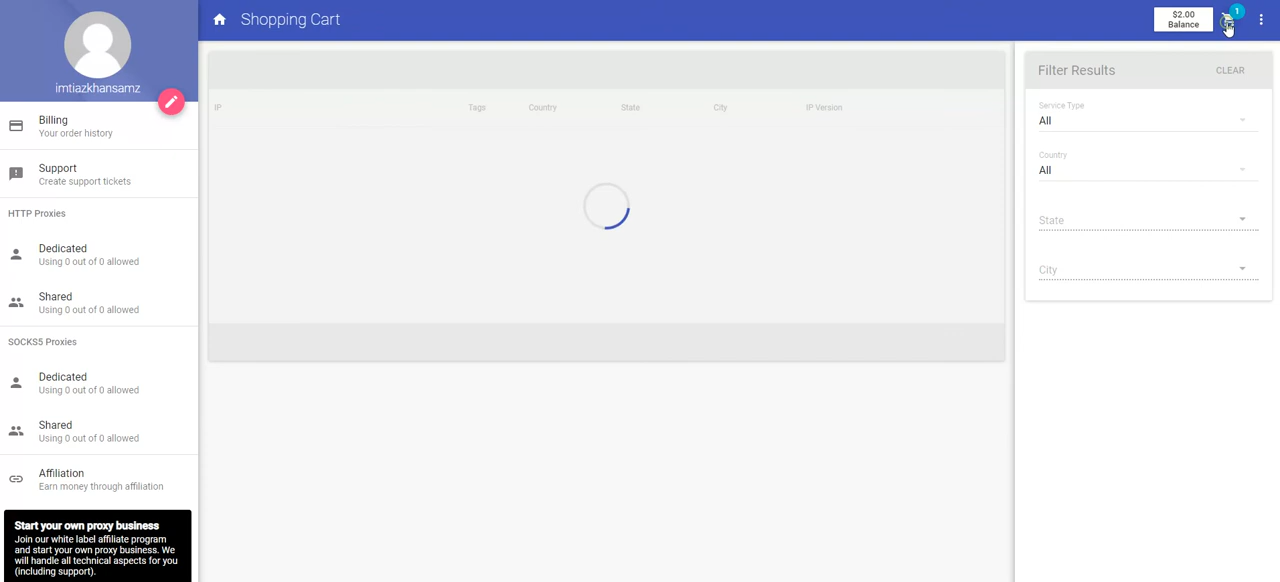 Shopping Cart
$2.00
Balance
1
imtiazkhansamz
Billing
Your order history
Support
Create support tickets
HTTP Proxies
Dedicated
Using 0 out of 0 allowed
Shared
Using 0 out of 0 allowed
SOCKS5 Proxies
Dedicated
Using 0 out of 0 allowed
Shared
Using 0 out of 0 allowed
Affiliation
Earn money through affiliation
Start your own proxy business
Join our white label affiliate program
and start your own proxy business. We
will handle all technical aspects for you
(including support).
IP Tags Country State City IP Version
Filter Results CLEAR
Service Type
All
Country
All
State
City